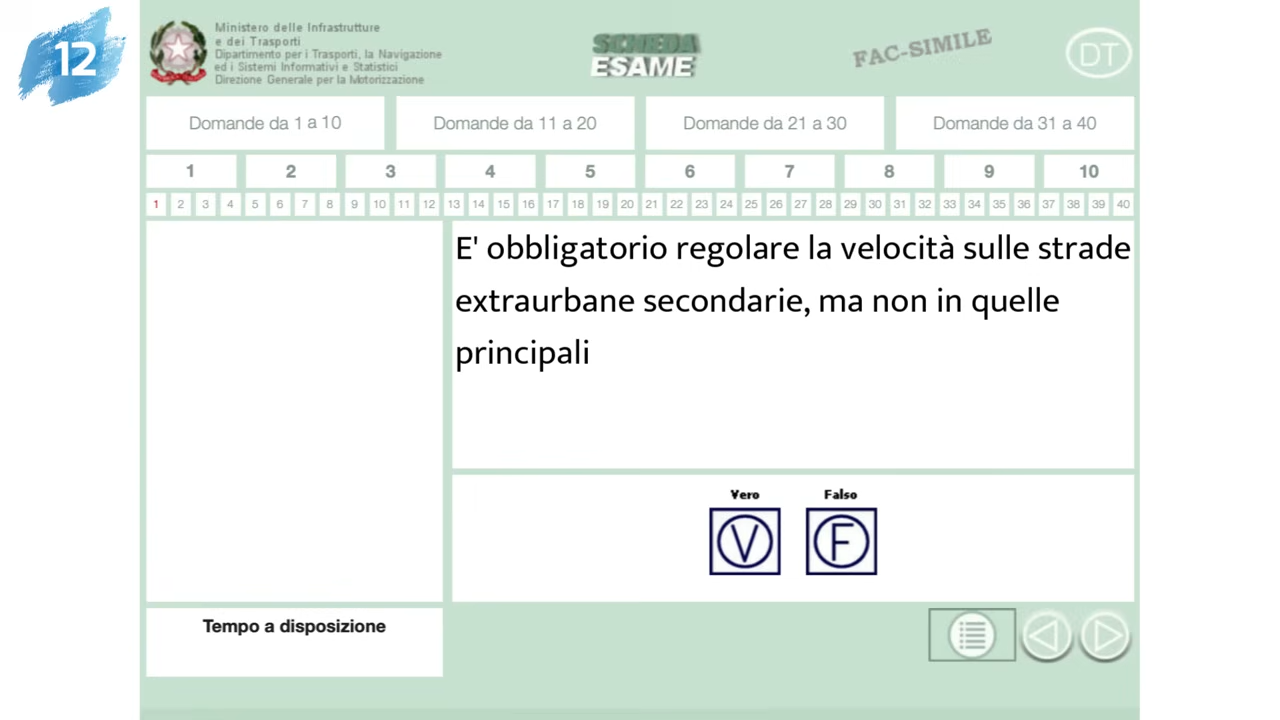 12
Ministero delle Infrastrutture
e dei Trasporti
Dipartimento per i Trasporti, la Navigazione
ed i Sistemi Informativi e Statistici
Direzione Generale per la Motorizzazione
SCHEDA
ESAME
FAC-SIMILE
DT
Domande da 1 a 10
Domande da 11 a 20
Domande da 21 a 30
Domande da 31 a 40
1 2 3 4 5 6 7 8 9 10
1 2 3 4 5 6 7 8 9 10 11 12 13 14 15 16 17 18 19 20 21 22 23 24 25 26 27 28 29 30 31 32 33 34 35 36 37 38 39 40
E' obbligatorio regolare la velocità sulle strade
extraurbane secondarie, ma non in quelle
principali
Vero Falso
V F
Tempo a disposizione